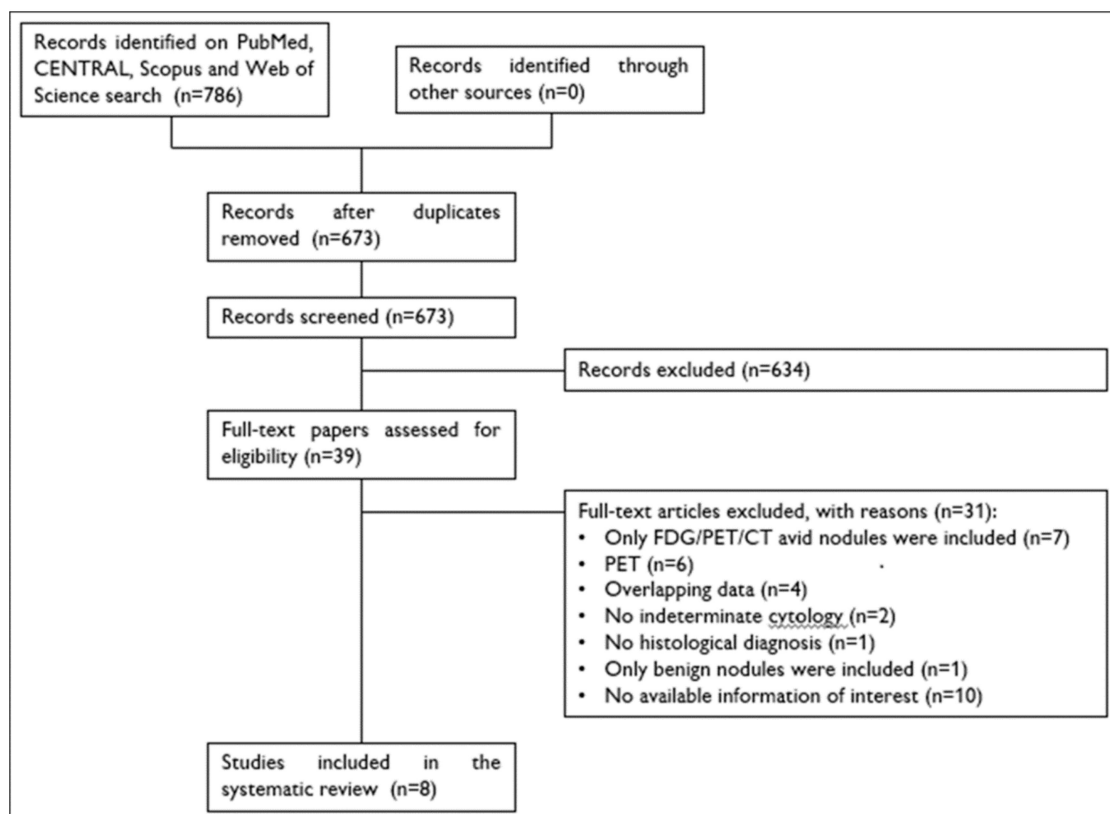 Records identified on PubMed,
CENTRAL, Scopus and Web of
Science search (n=786)
Records identified through
other sources (n=0)
Records after duplicates
removed (n=673)
Records screened (n=673)
Records excluded (n=634)
Full-text papers assessed for
eligibility (n=39)
Full-text articles excluded, with reasons (n=31):
• Only FDG/PET/CT avid nodules were included (n=7)
• PET (n=6)
• Overlapping data (n=4)
• No indeterminate cytology (n=2)
• No histological diagnosis (n=1)
• Only benign nodules were included (n=1)
• No available information of interest (n=10)
Studies included in the
systematic review (n=8)